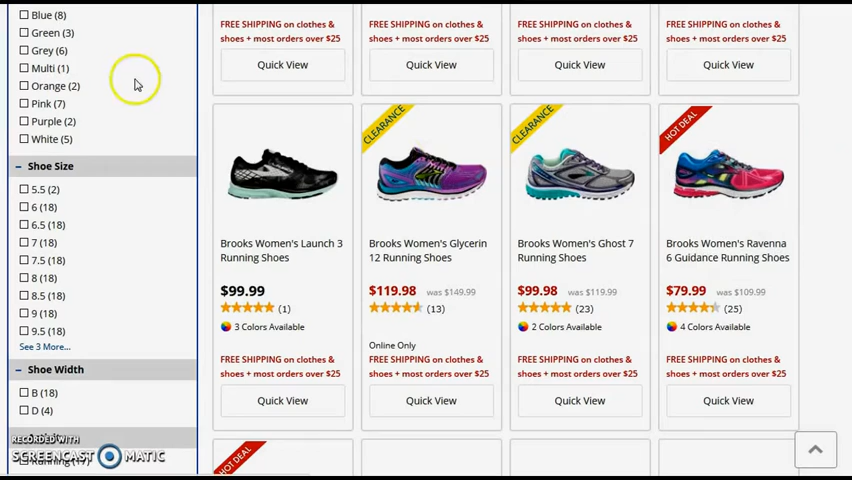 Blue (8)
Green (3)
Grey (6)
Multi (1)
Orange (2)
Pink (7)
Purple (2)
White (5)
Shoe Size
5.5 (2)
6 (18)
6.5 (18)
7 (18)
7.5 (18)
8 (18)
8.5 (18)
9 (18)
9.5 (18)
See 3 More...
Shoe Width
B (18)
D (4)
RECORDED WITH
SCREENCAST MATIC
Running (17)
FREE SHIPPING on clothes &
shoes + most orders over $25
Quick View
FREE SHIPPING on clothes &
shoes + most orders over $25
Quick View
FREE SHIPPING on clothes &
shoes + most orders over $25
Quick View
FREE SHIPPING on clothes &
shoes + most orders over $25
Quick View
Brooks Women's Launch 3
Running Shoes
$99.99
(1)
3 Colors Available
FREE SHIPPING on clothes &
shoes + most orders over $25
Quick View
CLEARANCE
Brooks Women's Glycerin
12 Running Shoes
$119.98 was $149.99
(13)
Online Only
FREE SHIPPING on clothes &
shoes + most orders over $25
Quick View
CLEARANCE
Brooks Women's Ghost 7
Running Shoes
$99.98 was $119.99
(23)
2 Colors Available
FREE SHIPPING on clothes &
shoes + most orders over $25
Quick View
HOT DEAL
Brooks Women's Ravenna
6 Guidance Running Shoes
$79.99 was $109.99
(25)
4 Colors Available
FREE SHIPPING on clothes &
shoes + most orders over $25
Quick View
HOT DEAL